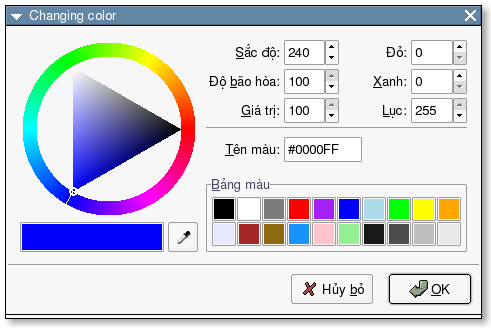 Changing color
Sắc độ: 240 Đỏ: 0
Độ bão hòa: 100 Xanh: 0
Giá trị: 100 Lục: 255
Tên màu: #0000FF
Bảng màu
Hủy bỏ OK